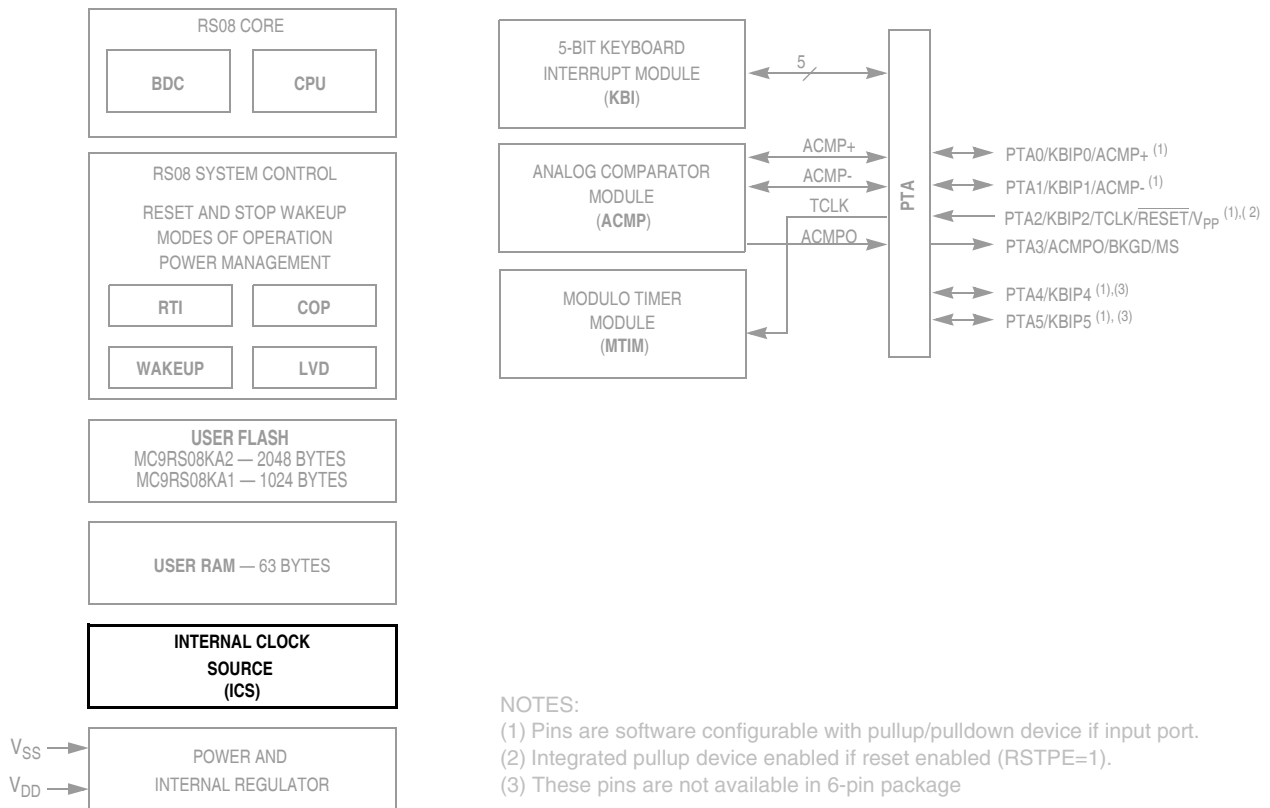 RS08 CORE
BDC
CPU
RS08 SYSTEM CONTROL
RESET AND STOP WAKEUP
MODES OF OPERATION
POWER MANAGEMENT
RTI
COP
WAKEUP
LVD
USER FLASH
MC9RS08KA2 — 2048 BYTES
MC9RS08KA1 — 1024 BYTES
USER RAM — 63 BYTES
INTERNAL CLOCK
SOURCE
(ICS)
VSS
VDD
POWER AND
INTERNAL REGULATOR
5-BIT KEYBOARD
INTERRUPT MODULE
(KBI)
5
ANALOG COMPARATOR
MODULE
(ACMP)
ACMP+
ACMP-
TCLK
ACMPO
MODULO TIMER
MODULE
(MTIM)
PTA
PTA0/KBIP0/ACMP+ (1)
PTA1/KBIP1/ACMP- (1)
PTA2/KBIP2/TCLK/RESET/VPP (1),( 2)
PTA3/ACMPO/BKGD/MS
PTA4/KBIP4 (1),(3)
PTA5/KBIP5 (1), (3)
NOTES:
(1) Pins are software configurable with pullup/pulldown device if input port.
(2) Integrated pullup device enabled if reset enabled (RSTPE=1).
(3) These pins are not available in 6-pin package